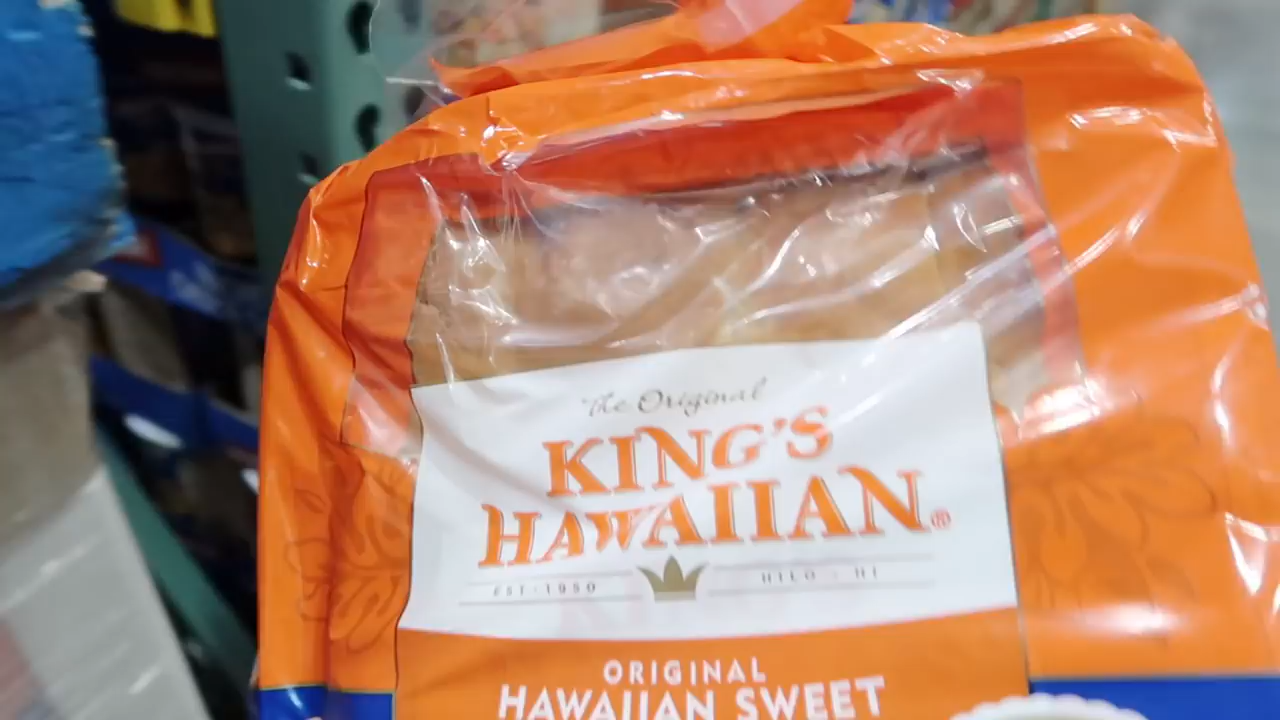 The Original
KING'S
HAWAIIAN®
EST · 1950 HILO · HI
ORIGINAL
HAWAIIAN SWEET